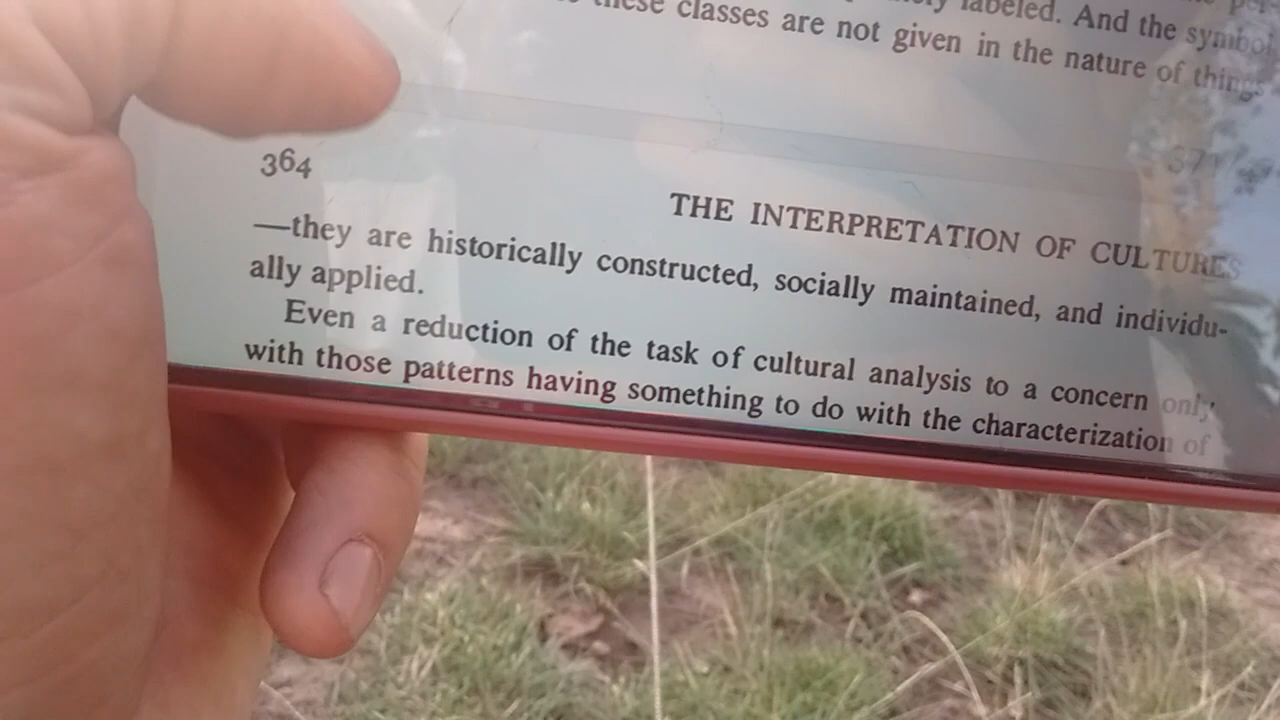 labeled. And the symbol
these classes are not given in the nature of things
371
364
THE INTERPRETATION OF CULTURES
—they are historically constructed, socially maintained, and individu-
ally applied.
Even a reduction of the task of cultural analysis to a concern only
with those patterns having something to do with the characterization of